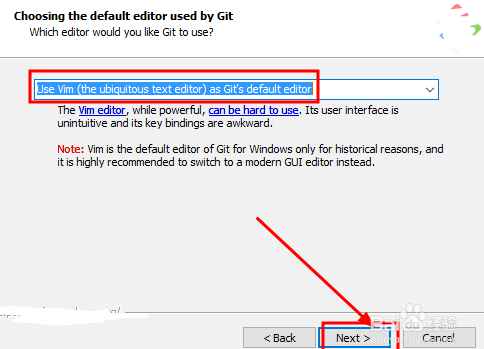 Choosing the default editor used by Git
Which editor would you like Git to use?
Use Vim (the ubiquitous text editor) as Git's default editor
The Vim editor, while powerful, can be hard to use. Its user interface is
unintuitive and its key bindings are awkward.
Note: Vim is the default editor of Git for Windows only for historical reasons, and
it is highly recommended to switch to a modern GUI editor instead.
< Back
Next >
Cancel
Baidu 经验